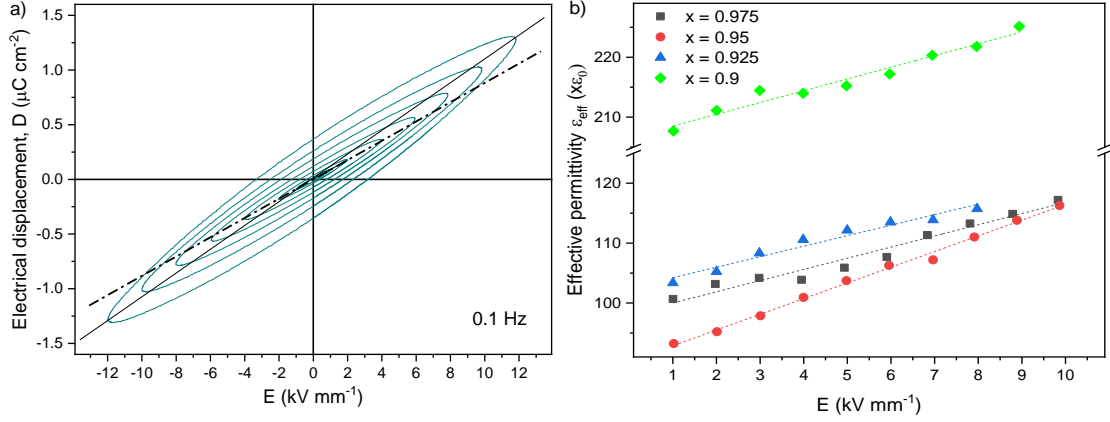 a)
Electrical displacement, D (μC cm⁻²)
1.5
1.0
0.5
0.0
-0.5
-1.0
-1.5
-12 -10 -8 -6 -4 -2 0 2 4 6 8 10 12
E (kV mm⁻¹)
0.1 Hz
b)
Effective permittivity ε_eff (xε₀)
x = 0.975
x = 0.95
x = 0.925
x = 0.9
220
210
120
110
100
1 2 3 4 5 6 7 8 9 10
E (kV mm⁻¹)